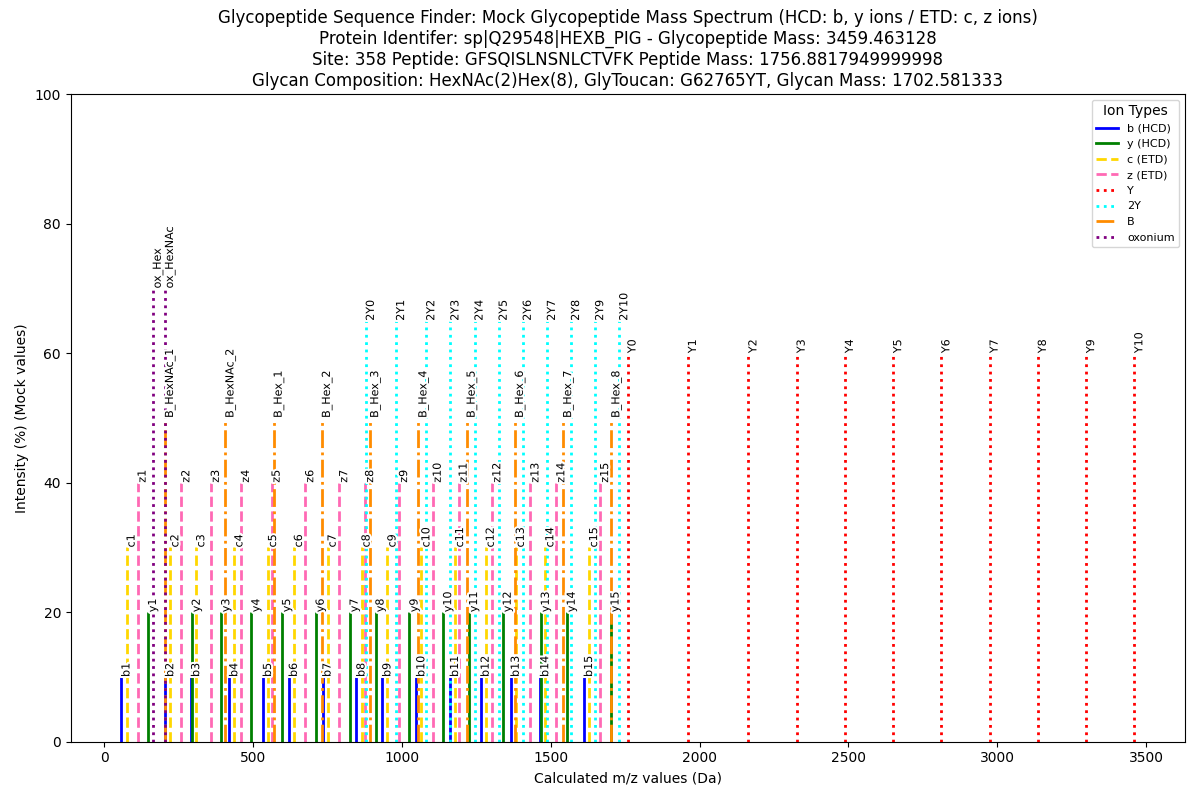 Glycopeptide Sequence Finder: Mock Glycopeptide Mass Spectrum (HCD: b, y ions / ETD: c, z ions)
Protein Identifer: sp|Q29548|HEXB_PIG - Glycopeptide Mass: 3459.463128
Site: 358 Peptide: GFSQISLNSNLCTVFK Peptide Mass: 1756.8817949999998
Glycan Composition: HexNAc(2)Hex(8), GlyToucan: G62765YT, Glycan Mass: 1702.581333
Intensity (%) (Mock values)
100
80
60
40
20
0
Ion Types
b (HCD)
y (HCD)
c (ETD)
z (ETD)
Y
2Y
B
oxonium
ox_Hex
ox_HexNAc
2Y0
2Y1
2Y2
2Y3
2Y4
2Y5
2Y6
2Y7
2Y8
2Y9
2Y10
Y0
Y1
Y2
Y3
Y4
Y5
Y6
Y7
Y8
Y9
Y10
B_HexNAc_1
B_HexNAc_2
B_Hex_1
B_Hex_2
B_Hex_3
B_Hex_4
B_Hex_5
B_Hex_6
B_Hex_7
B_Hex_8
z1
z2
z3
z4
z5
z6
z7
z8
z9
z10
z11
z12
z13
z14
z15
c1
c2
c3
c4
c5
c6
c7
c8
c9
c10
c11
c12
c13
c14
c15
y1
y2
y3
y4
y5
y6
y7
y8
y9
y10
y11
y12
y13
y14
y15
b1
b2
b3
b4
b5
b6
b7
b8
b9
b10
b11
b12
b13
b14
b15
0
500
1000
1500
2000
2500
3000
3500
Calculated m/z values (Da)